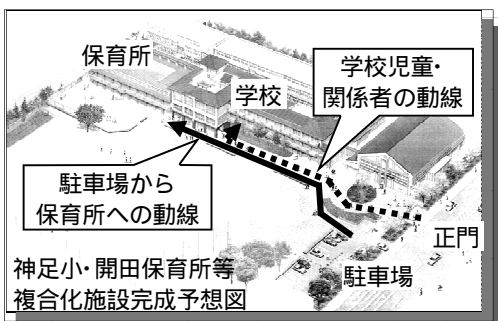 保育所
学校
学校児童・
関係者の動線
駐車場から
保育所への動線
正門
駐車場
神足小・開田保育所等
複合化施設完成予想図